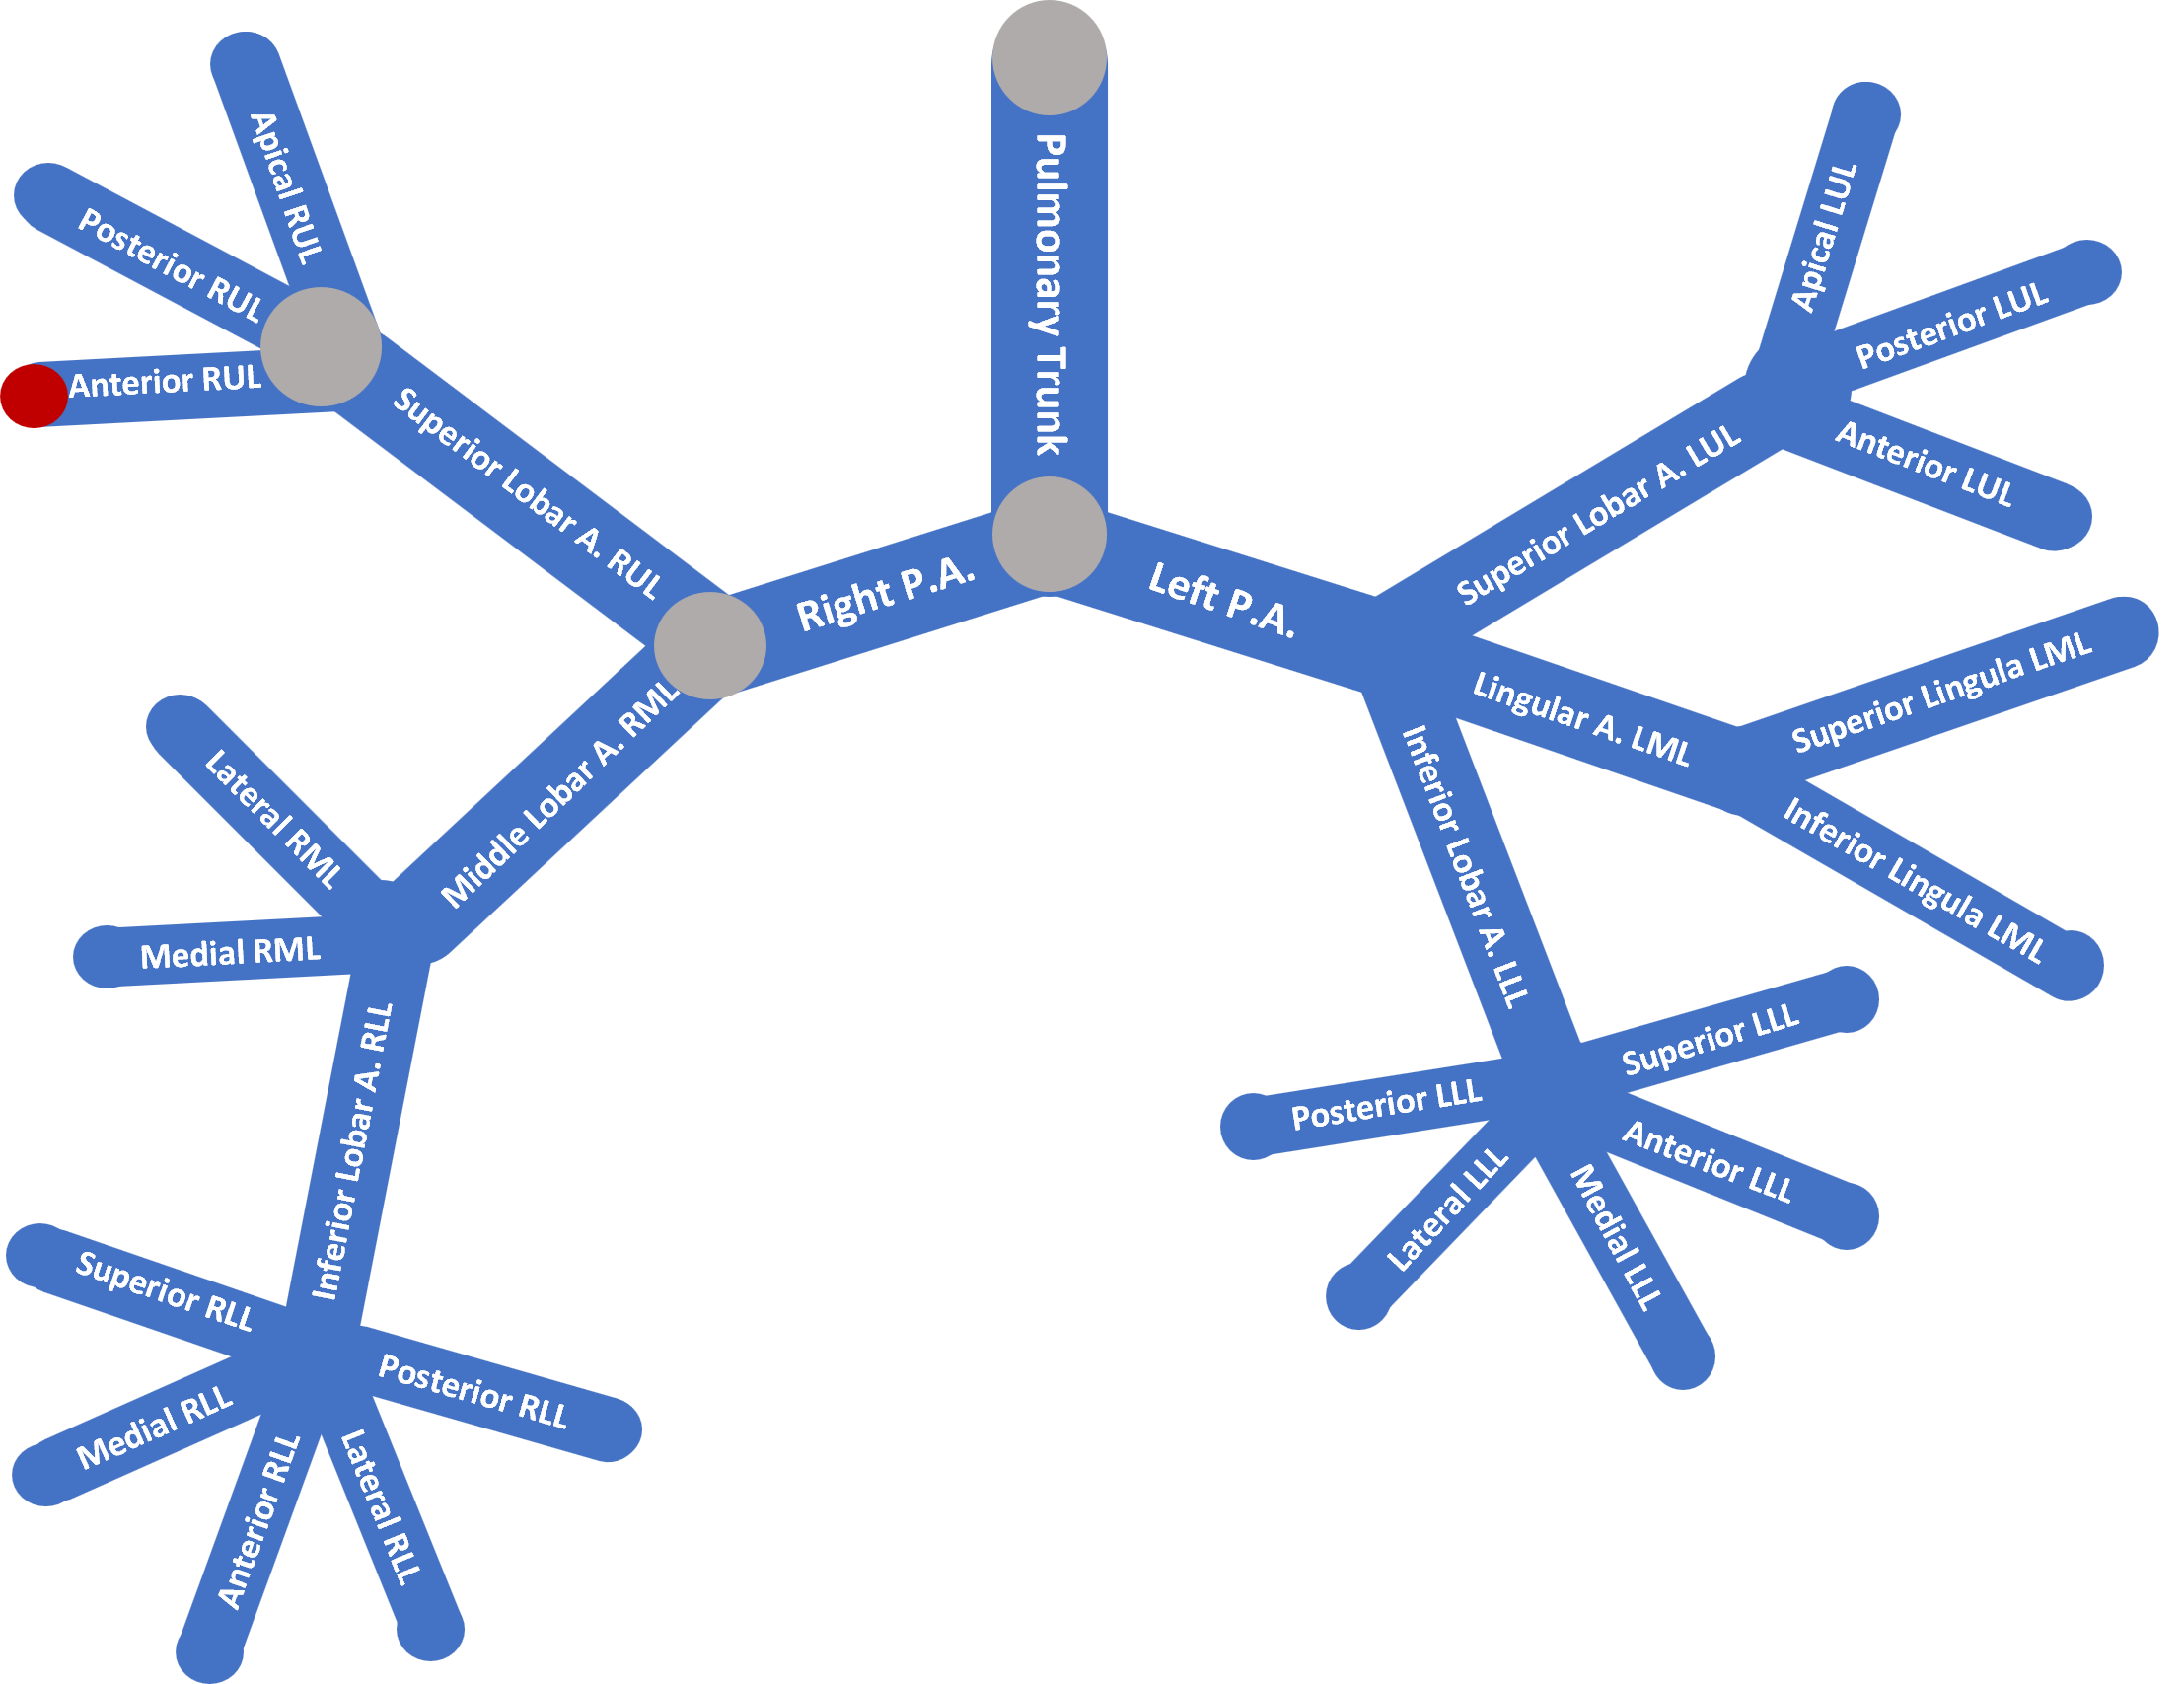 Pulmonary Trunk
Right P.A.
Left P.A.
Superior Lobar A. RUL
Apical RUL
Posterior RUL
Anterior RUL
Middle Lobar A. RML
Lateral RML
Medial RML
Inferior Lobar A. RLL
Superior RLL
Medial RLL
Anterior RLL
Lateral RLL
Posterior RLL
Superior Lobar A. LUL
Apical LUL
Posterior LUL
Anterior LUL
Lingular A. LML
Superior Lingula LML
Inferior Lingula LML
Inferior Lobar A. LLL
Superior LLL
Anterior LLL
Medial LLL
Lateral LLL
Posterior LLL